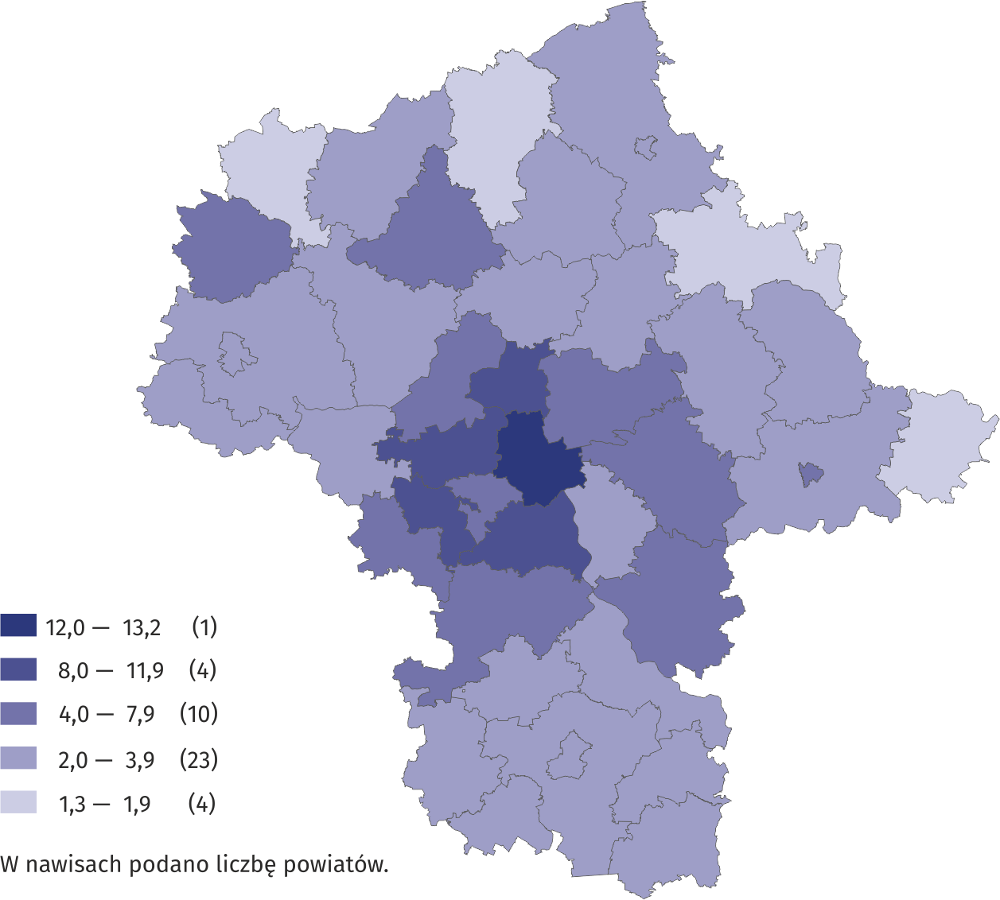 12,0 — 13,2 (1)
8,0 — 11,9 (4)
4,0 — 7,9 (10)
2,0 — 3,9 (23)
1,3 — 1,9 (4)
W nawisach podano liczbę powiatów.